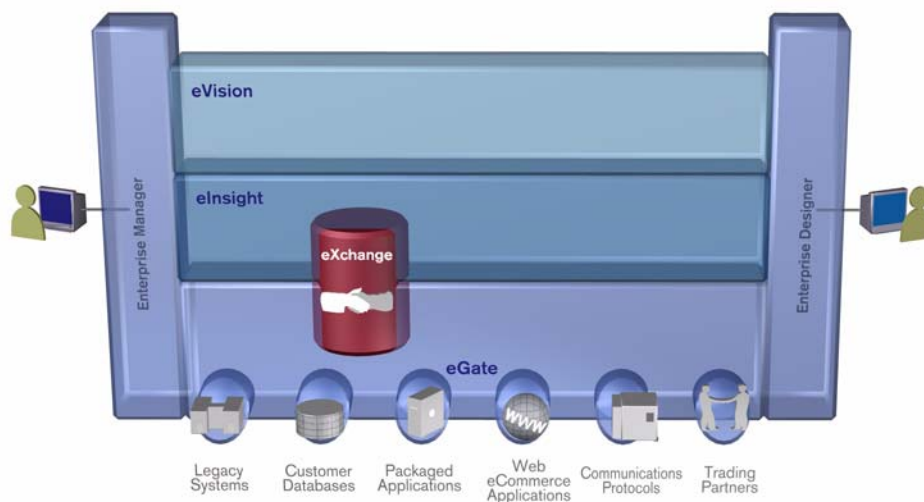 eVision
eInsight
eXchange
Enterprise Manager
Enterprise Designer
eGate
WWW
Legacy
Systems
Customer
Databases
Packaged
Applications
Web
eCommerce
Applications
Communications
Protocols
Trading
Partners